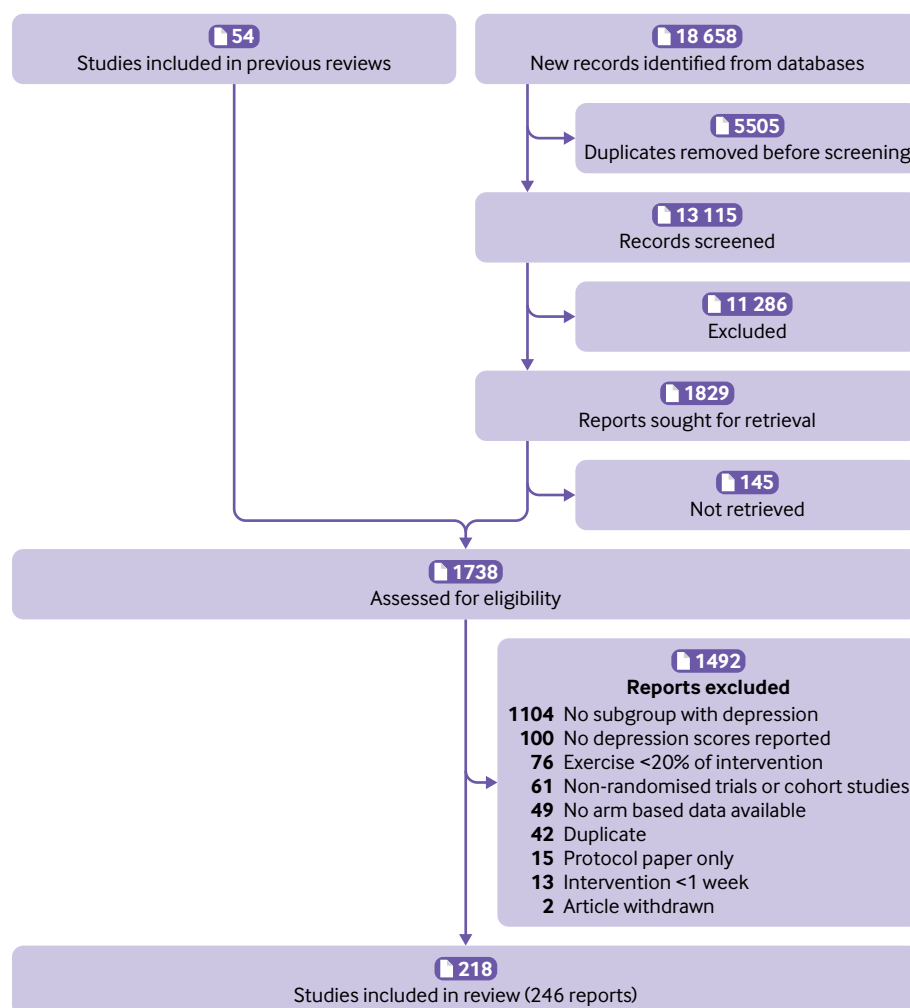 54
Studies included in previous reviews
18 658
New records identified from databases
5505
Duplicates removed before screening
13 115
Records screened
11 286
Excluded
1829
Reports sought for retrieval
145
Not retrieved
1738
Assessed for eligibility
1492
Reports excluded
1104 No subgroup with depression
100 No depression scores reported
76 Exercise <20% of intervention
61 Non-randomised trials or cohort studies
49 No arm based data available
42 Duplicate
15 Protocol paper only
13 Intervention <1 week
2 Article withdrawn
218
Studies included in review (246 reports)